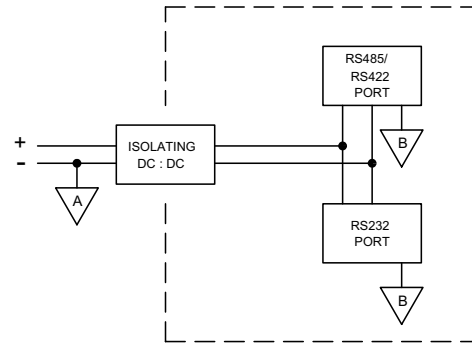 RS485/
RS422
PORT
B
+
-
ISOLATING
DC : DC
A
RS232
PORT
B